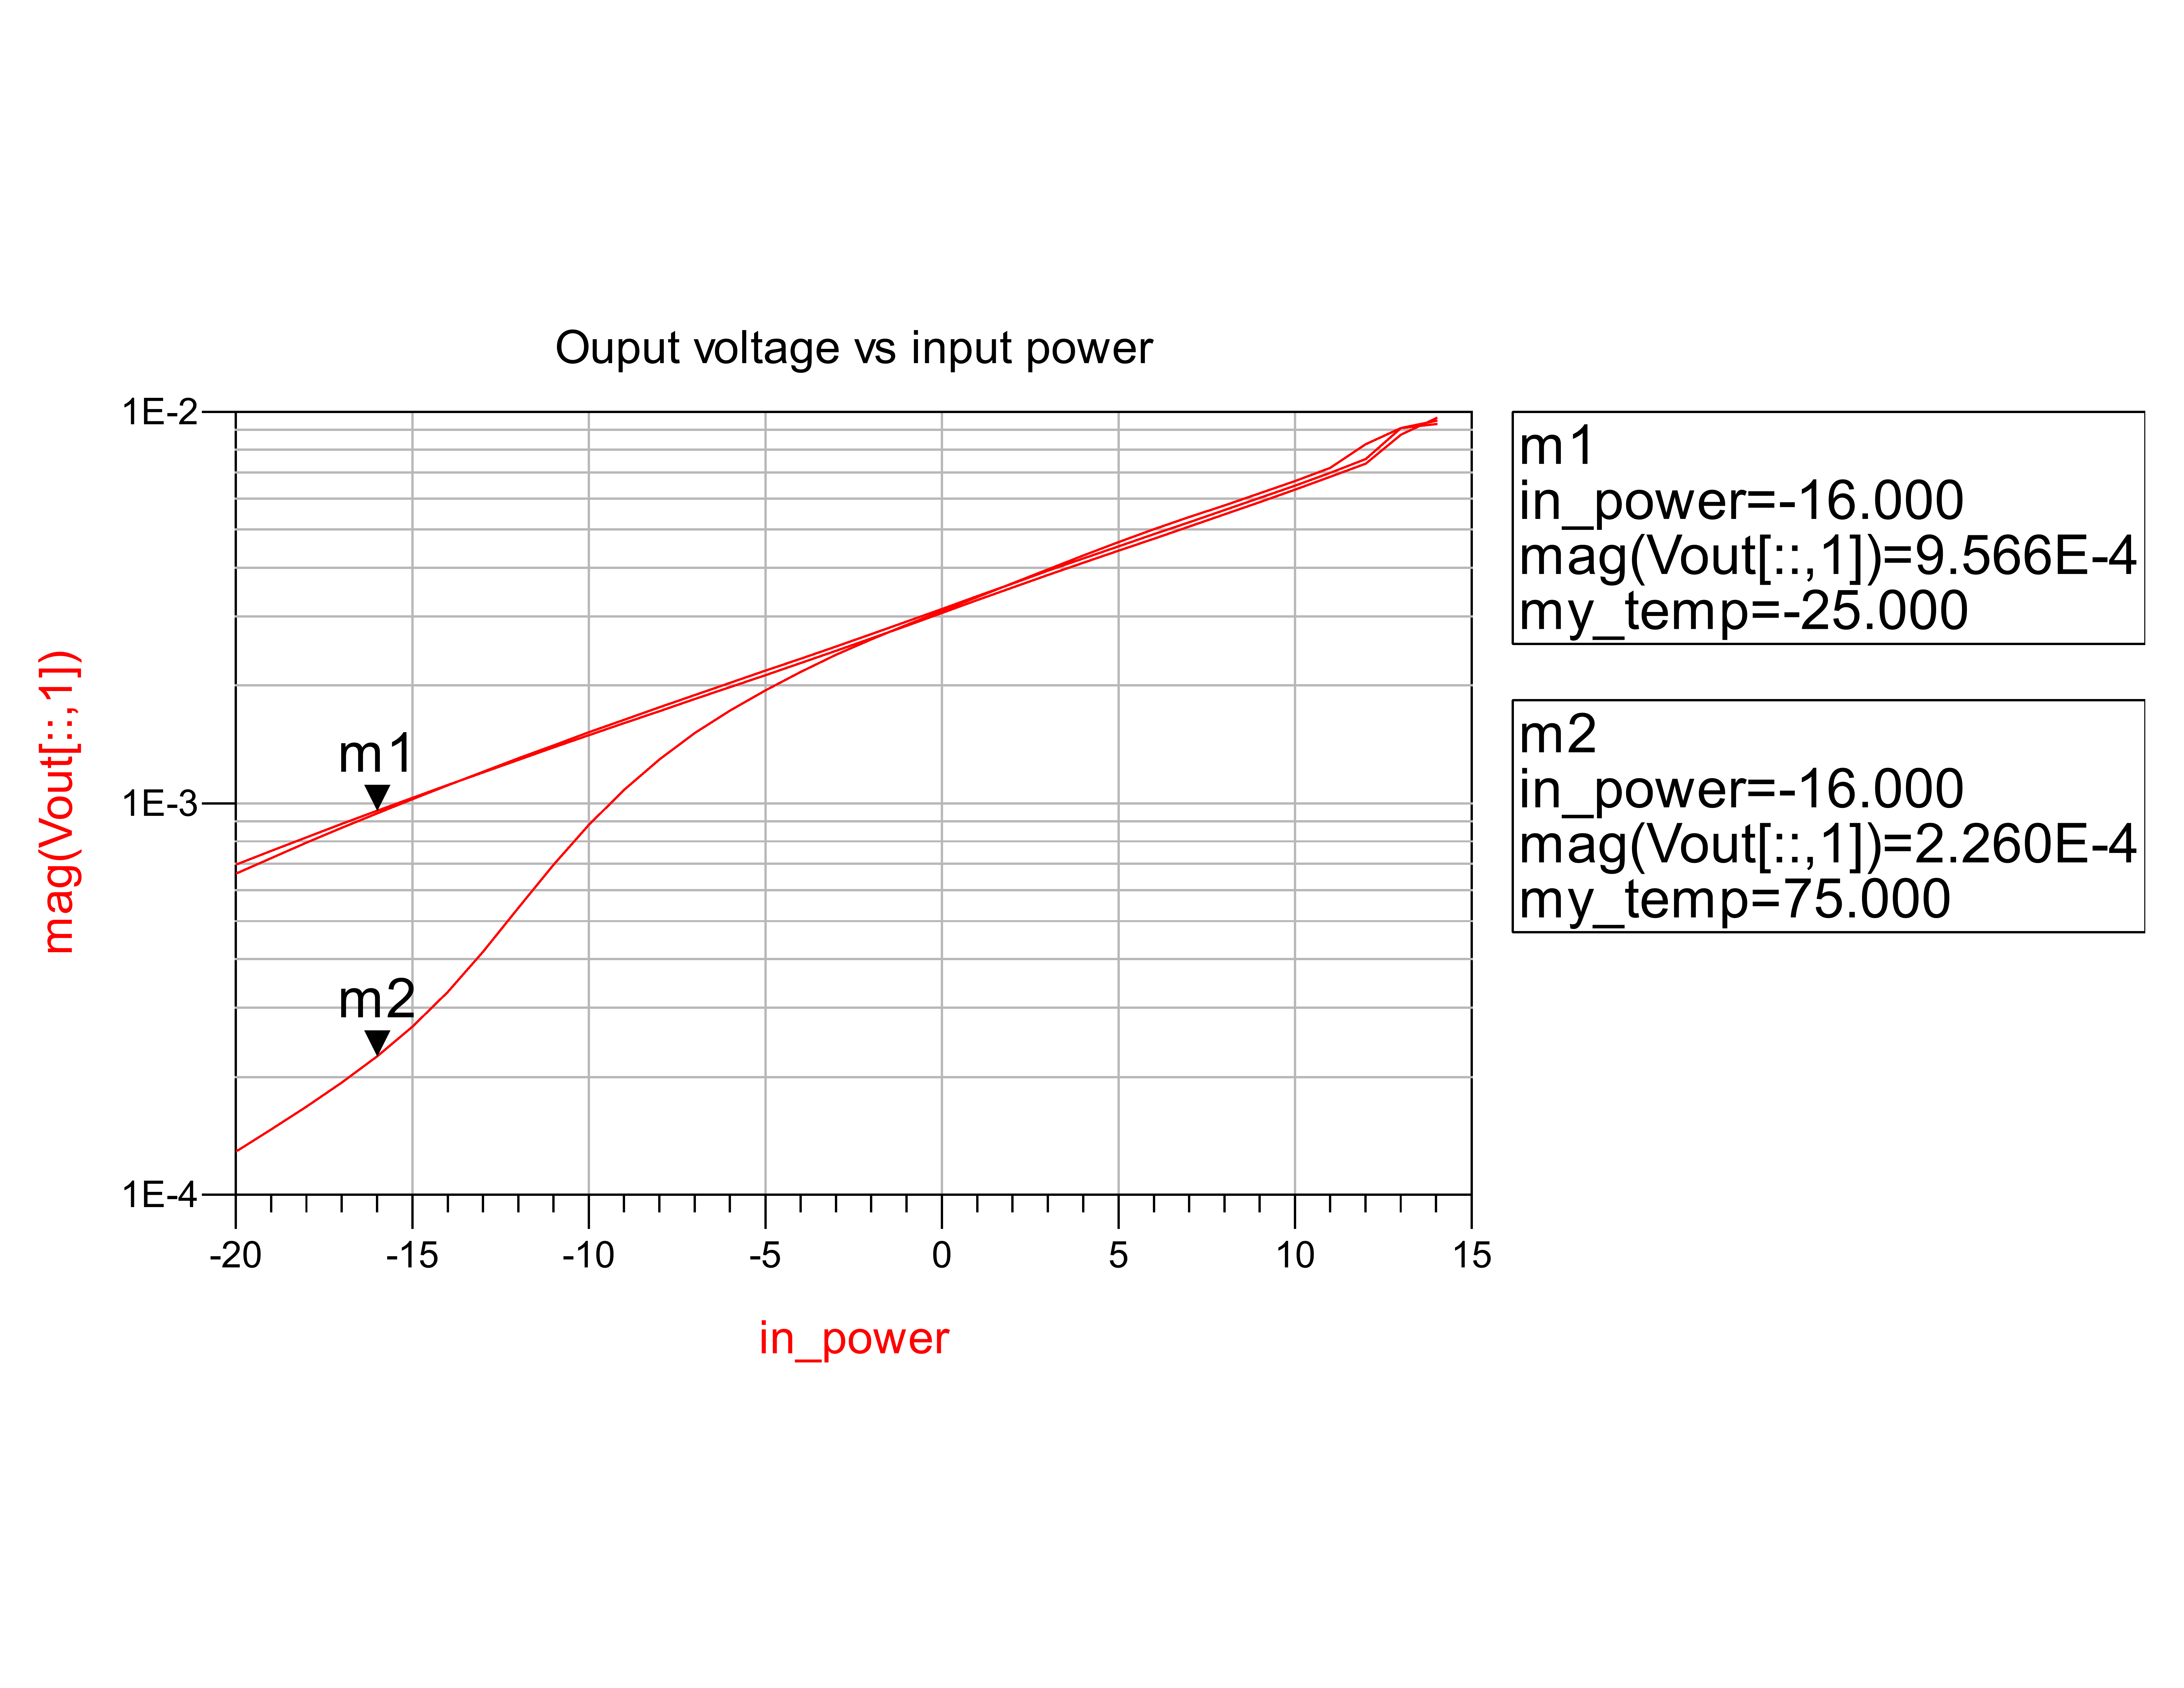 Ouput voltage vs input power
1E-2
1E-3
1E-4
mag(Vout[::,1])
m1
m2
-20 -15 -10 -5 0 5 10 15
in_power
m1
in_power=-16.000
mag(Vout[::,1])=9.566E-4
my_temp=-25.000
m2
in_power=-16.000
mag(Vout[::,1])=2.260E-4
my_temp=75.000